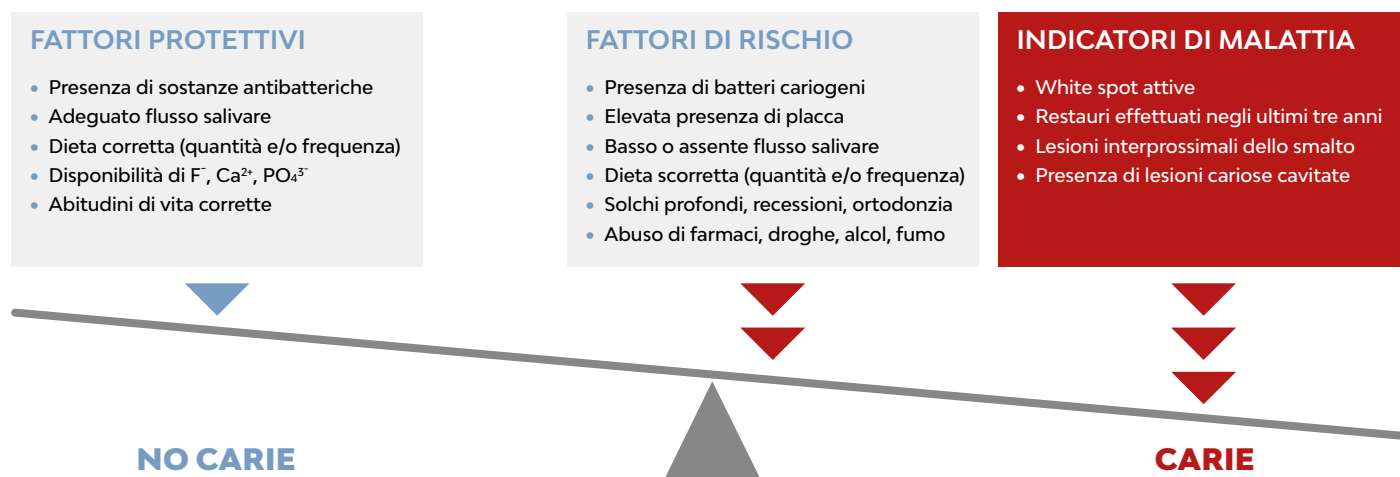 FATTORI PROTETTIVI
• Presenza di sostanze antibatteriche
• Adeguato flusso salivare
• Dieta corretta (quantità e/o frequenza)
• Disponibilità di F⁻, Ca²⁺, PO₄³⁻
• Abitudini di vita corrette
FATTORI DI RISCHIO
• Presenza di batteri cariogeni
• Elevata presenza di placca
• Basso o assente flusso salivare
• Dieta scorretta (quantità e/o frequenza)
• Solchi profondi, recessioni, ortodonzia
• Abuso di farmaci, droghe, alcol, fumo
INDICATORI DI MALATTIA
• White spot attive
• Restauri effettuati negli ultimi tre anni
• Lesioni interprossimali dello smalto
• Presenza di lesioni cariose cavitate
NO CARIE
CARIE